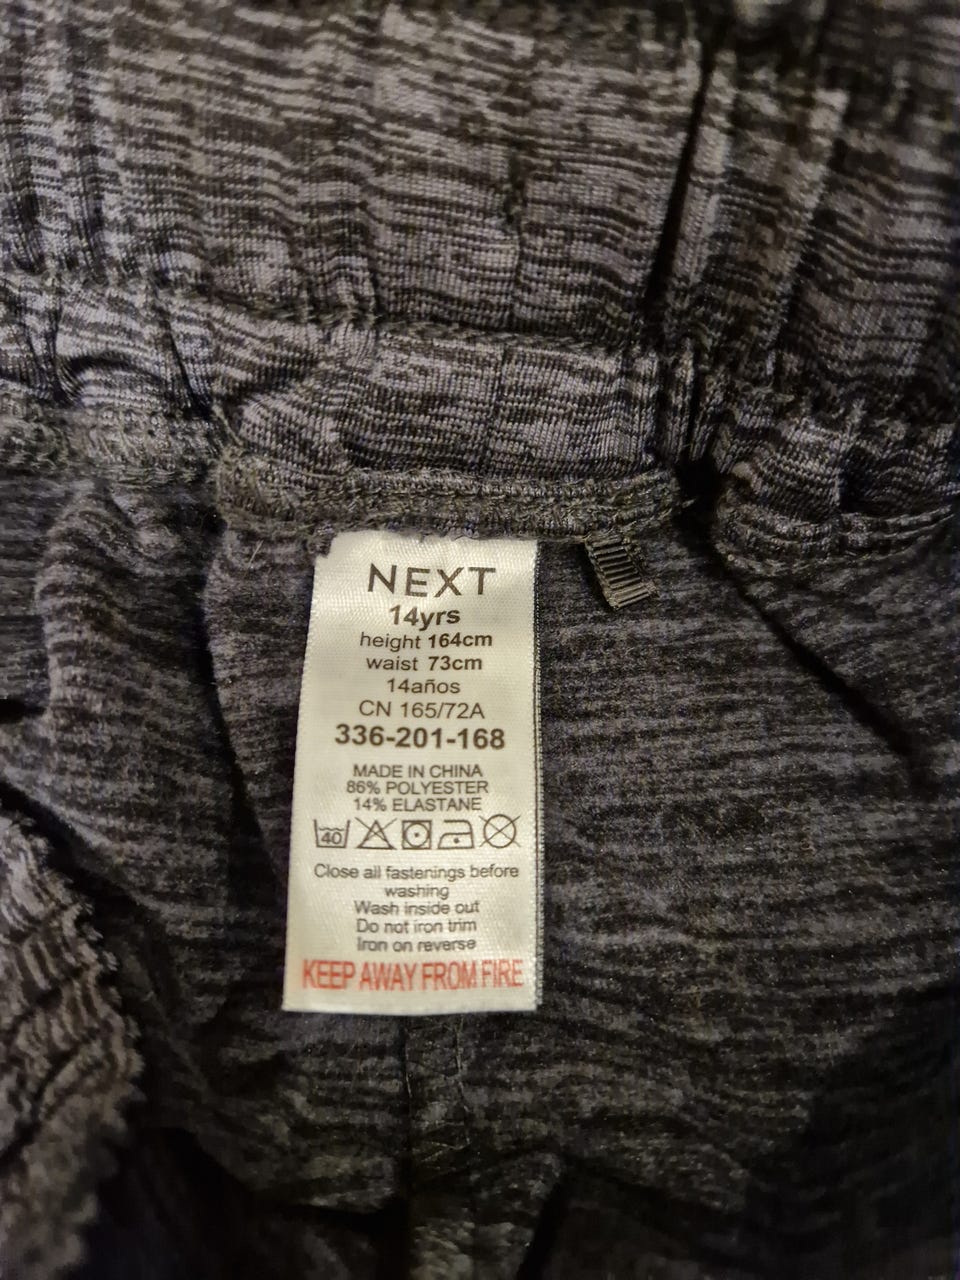 NEXT
14yrs
height 164cm
waist 73cm
14años
CN 165/72A
336-201-168
MADE IN CHINA
86% POLYESTER
14% ELASTANE
40
Close all fastenings before
washing
Wash inside out
Do not iron trim
Iron on reverse
KEEP AWAY FROM FIRE